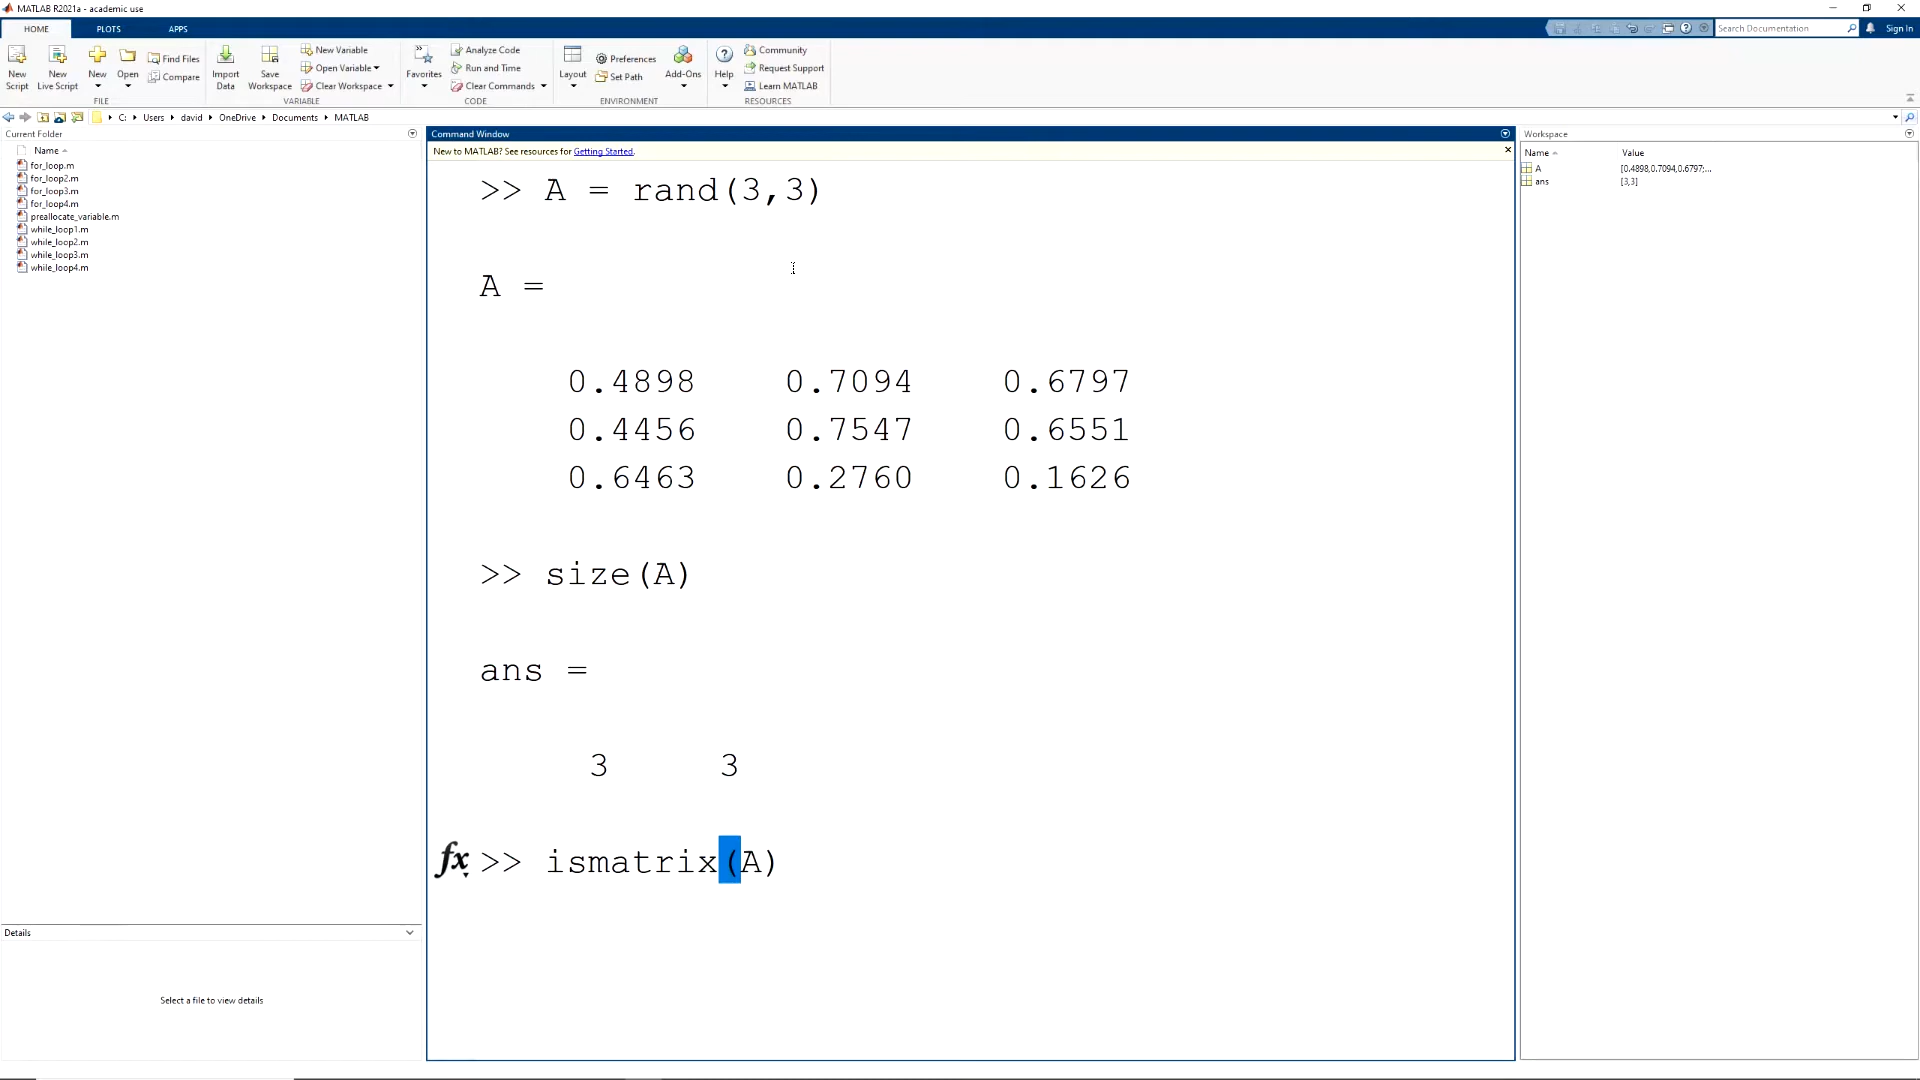 MATLAB R2021a - academic use
HOME PLOTS APPS
Search Documentation
Sign In
New Script
New Live Script
New
Open
Find Files
Compare
Import Data
Save Workspace
New Variable
Open Variable
Clear Workspace
Favorites
Analyze Code
Run and Time
Clear Commands
Layout
Preferences
Set Path
Add-Ons
Help
Community
Request Support
Learn MATLAB
FILE VARIABLE CODE ENVIRONMENT RESOURCES
C: Users david OneDrive Documents MATLAB
Current Folder
Name
for_loop.m
for_loop2.m
for_loop3.m
for_loop4.m
preallocate_variable.m
while_loop1.m
while_loop2.m
while_loop3.m
while_loop4.m
Details
Select a file to view details
Command Window
New to MATLAB? See resources for Getting Started.
>> A = rand(3,3)
A =
0.4898 0.7094 0.6797
0.4456 0.7547 0.6551
0.6463 0.2760 0.1626
>> size(A)
ans =
3 3
fx >> ismatrix(A)
Workspace
Name Value
A [0.4898,0.7094,0.6797;...
ans [3,3]